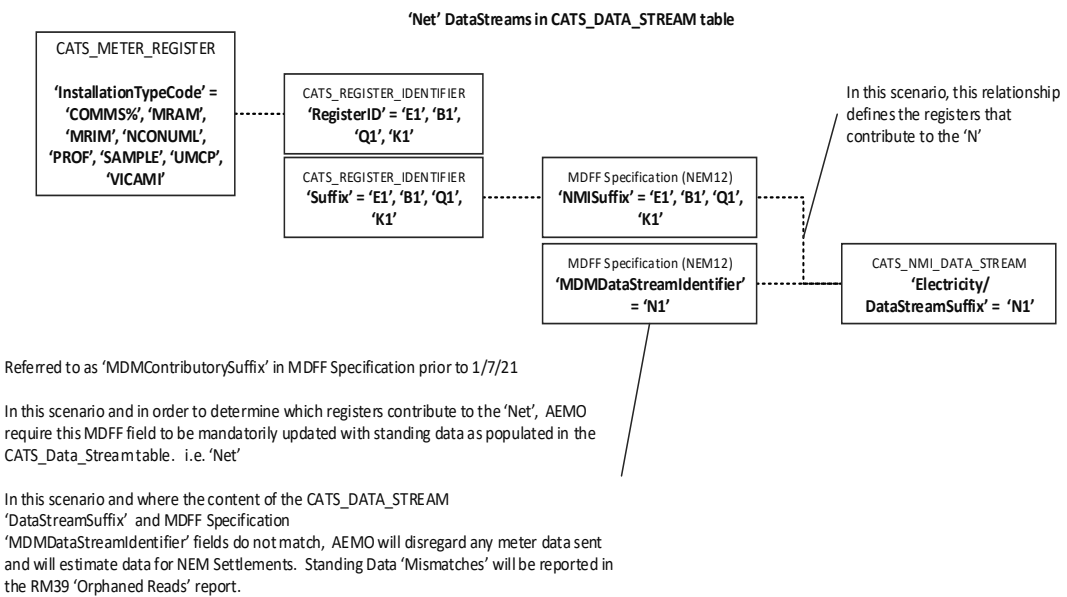 ‘Net’ DataStreams in CATS_DATA_STREAM table
CATS_METER_REGISTER
‘InstallationTypeCode’ =
‘COMMS%’, ‘MRAM’,
‘MRIM’, ‘NCONUML’,
‘PROF’, ‘SAMPLE’, ‘UMCP’,
‘VICAMI’
CATS_REGISTER_IDENTIFIER
‘RegisterID’ = ‘E1’, ‘B1’,
‘Q1’, ‘K1’
CATS_REGISTER_IDENTIFIER
‘Suffix’ = ‘E1’, ‘B1’, ‘Q1’,
‘K1’
MDFF Specification (NEM12)
‘NMISuffix’ = ‘E1’, ‘B1’, ‘Q1’,
‘K1’
MDFF Specification (NEM12)
‘MDMDataStreamIdentifier’
= ‘N1’
In this scenario, this relationship
defines the registers that
contribute to the ‘N’
CATS_NMI_DATA_STREAM
‘Electricity/
DataStreamSuffix’ = ‘N1’
Referred to as ‘MDMContributorySuffix’ in MDFF Specification prior to 1/7/21
In this scenario and in order to determine which registers contribute to the ‘Net’, AEMO
require this MDFF field to be mandatorily updated with standing data as populated in the
CATS_Data_Stream table. i.e. ‘Net’
In this scenario and where the content of the CATS_DATA_STREAM
‘DataStreamSuffix’ and MDFF Specification
‘MDMDataStreamIdentifier’ fields do not match, AEMO will disregard any meter data sent
and will estimate data for NEM Settlements. Standing Data ‘Mismatches’ will be reported in
the RM39 ‘Orphaned Reads’ report.